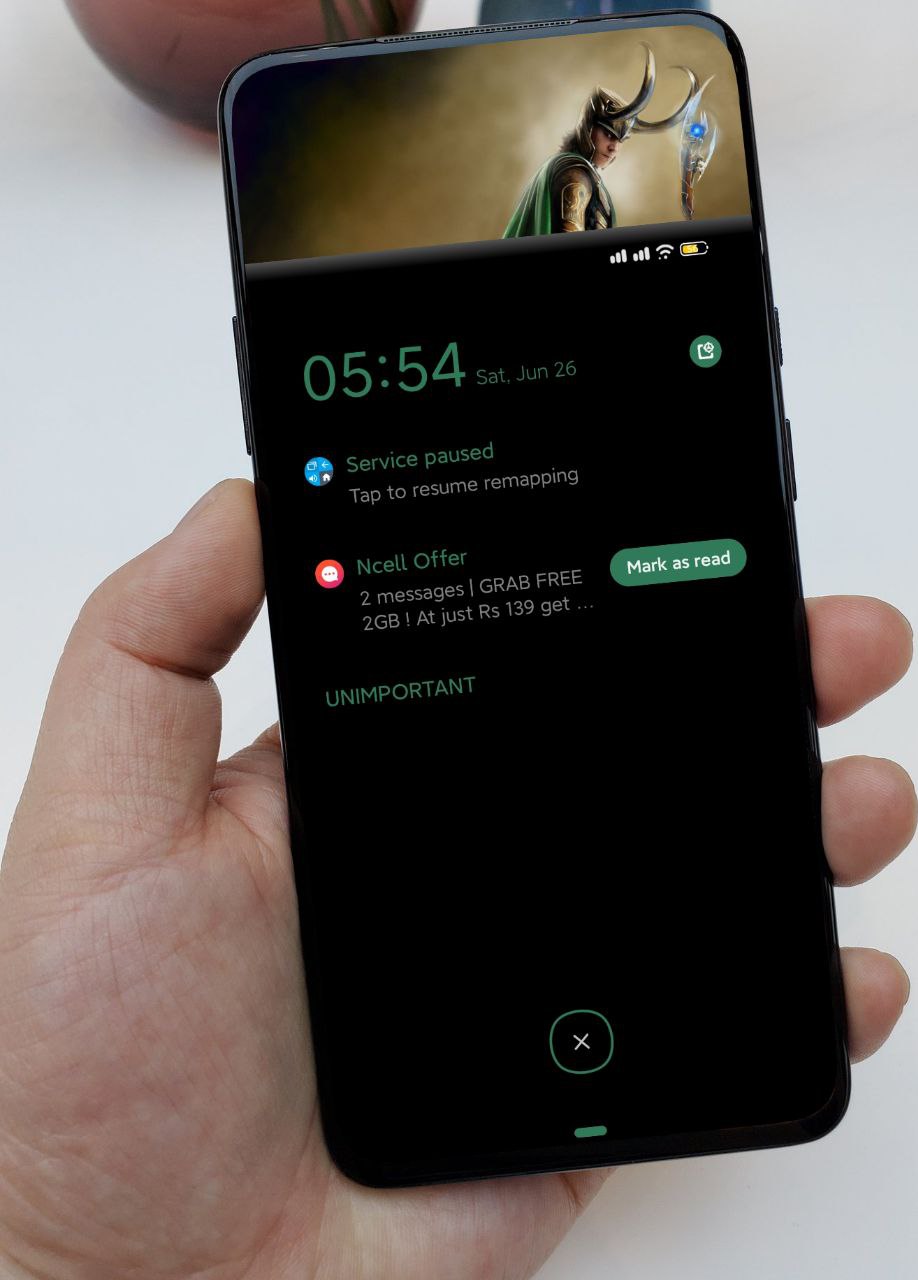 56
05:54 Sat, Jun 26
Service paused
Tap to resume remapping
Ncell Offer
2 messages | GRAB FREE
2GB ! At just Rs 139 get ...
Mark as read
UNIMPORTANT